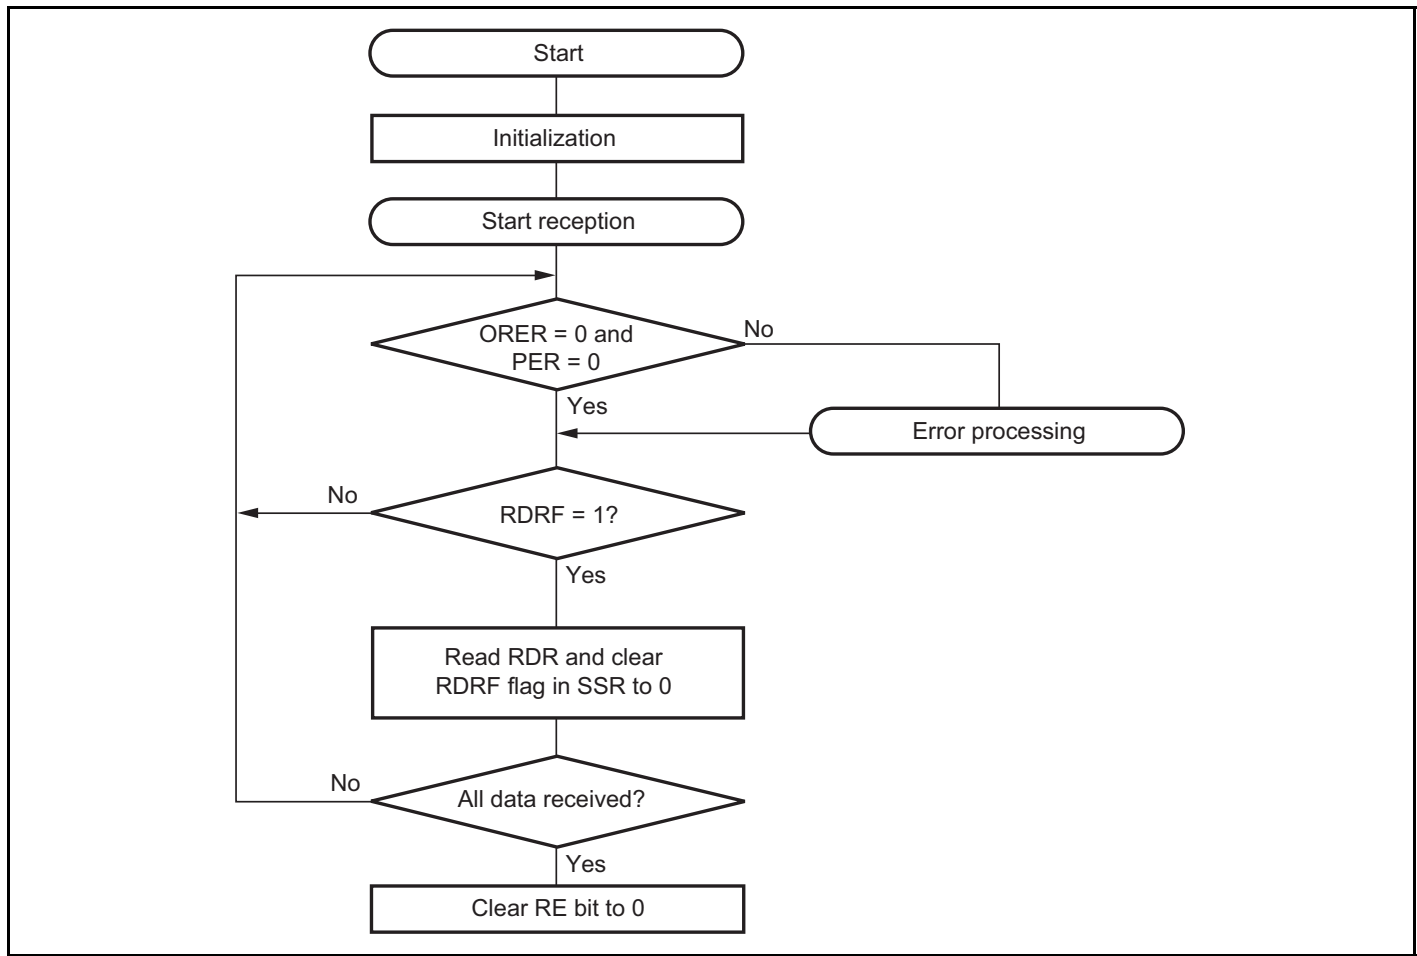 Start
Initialization
Start reception
ORER = 0 and
PER = 0
No
Yes
Error processing
No
RDRF = 1?
Yes
Read RDR and clear
RDRF flag in SSR to 0
No
All data received?
Yes
Clear RE bit to 0